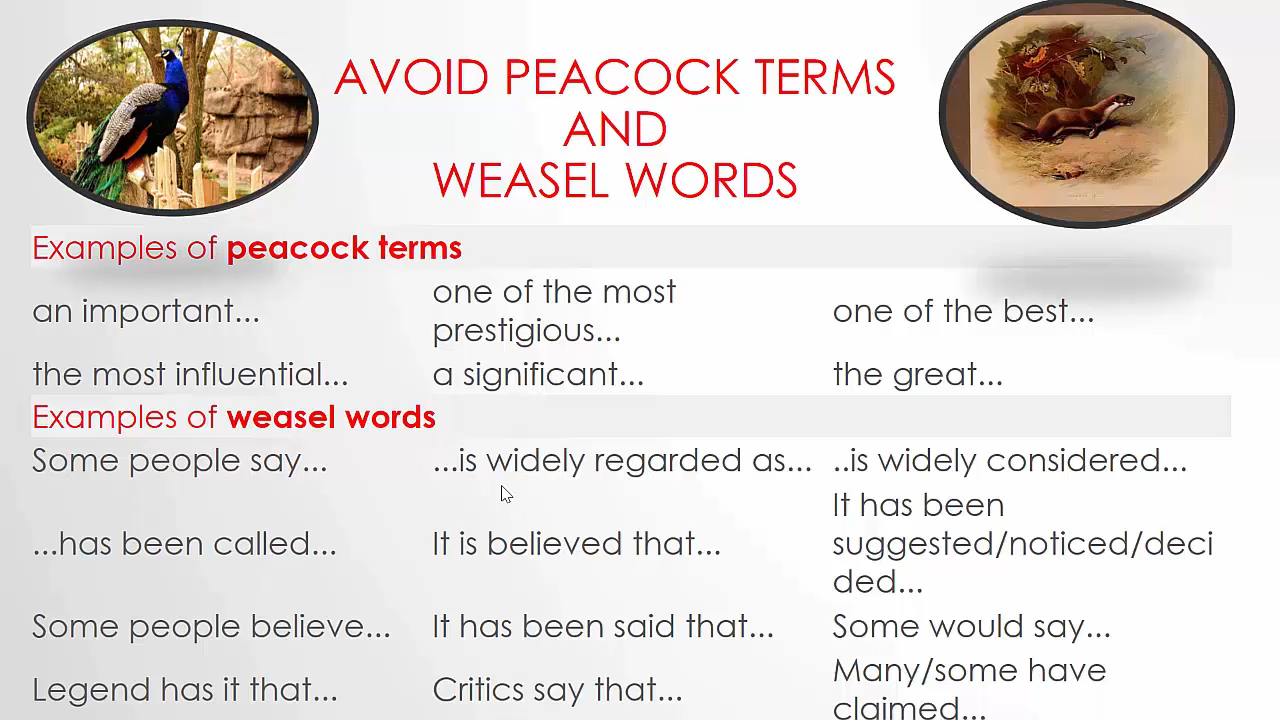 AVOID PEACOCK TERMS
AND
WEASEL WORDS
Examples of peacock terms
an important...
one of the most
prestigious...
one of the best...
the most influential...
a significant...
the great...
Examples of weasel words
Some people say...
...is widely regarded as...
..is widely considered...
...has been called...
It is believed that...
It has been
suggested/noticed/deci
ded...
Some people believe...
It has been said that...
Some would say...
Legend has it that...
Critics say that...
Many/some have
claimed...